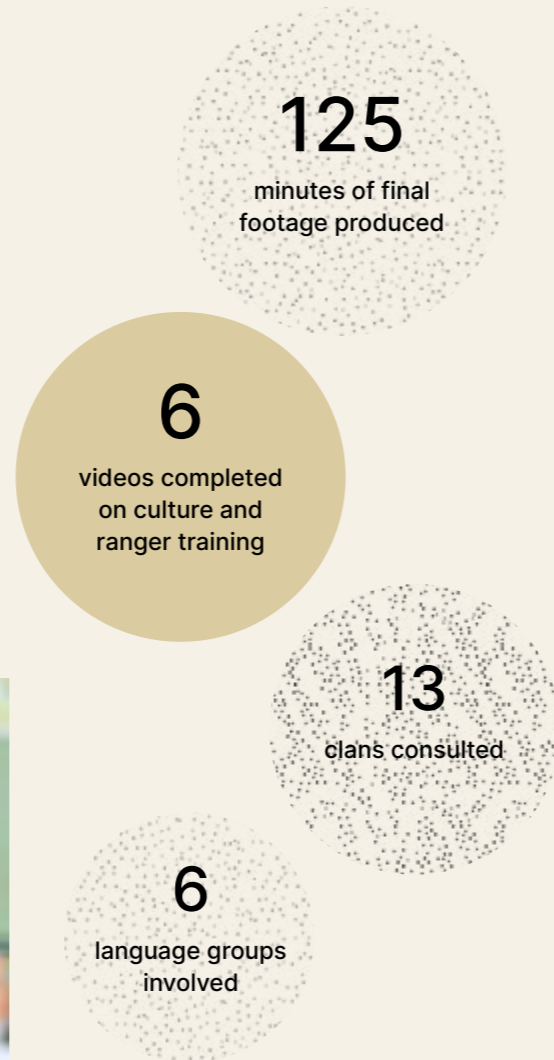 125
minutes of final
footage produced
6
videos completed
on culture and
ranger training
13
clans consulted
6
language groups
involved